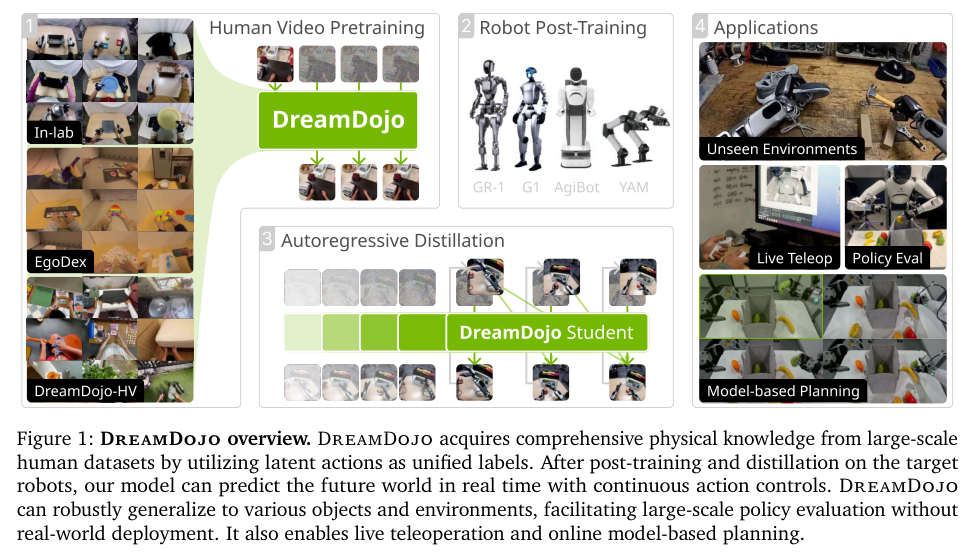 1
Human Video Pretraining
DreamDojo
In-lab
EgoDex
DreamDojo-HV
2 Robot Post-Training
GR-1 G1 AgiBot YAM
3 Autoregressive Distillation
DreamDojo Student
4 Applications
Unseen Environments
Live Teleop
Policy Eval
Model-based Planning
Figure 1: DREAMDOJO overview. DREAMDOJO acquires comprehensive physical knowledge from large-scale
human datasets by utilizing latent actions as unified labels. After post-training and distillation on the target
robots, our model can predict the future world in real time with continuous action controls. DREAMDOJO
can robustly generalize to various objects and environments, facilitating large-scale policy evaluation without
real-world deployment. It also enables live teleoperation and online model-based planning.